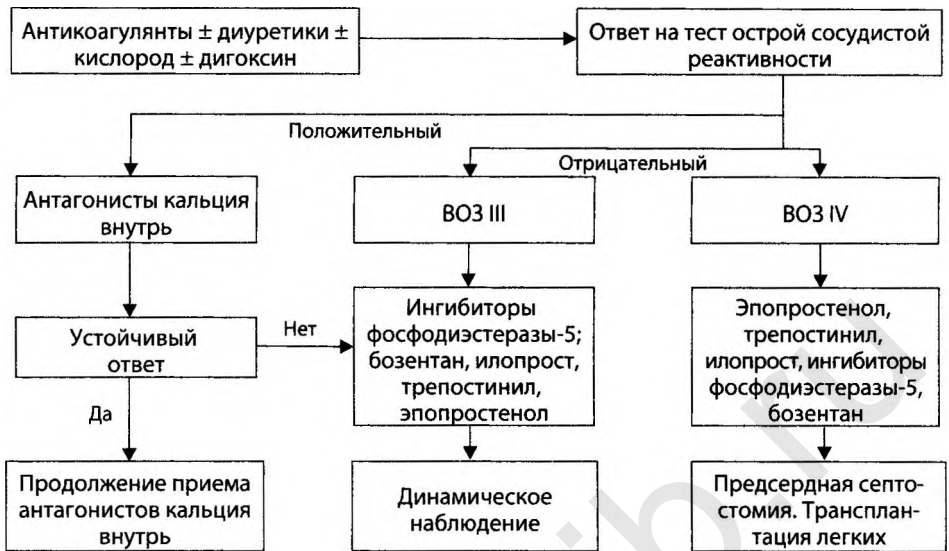 Антикоагулянты ± диуретики ±
кислород ± дигоксин
Ответ на тест острой сосудистой
реактивности
Положительный
Отрицательный
Антагонисты кальция
внутрь
ВОЗ III
ВОЗ IV
Устойчивый
ответ
Нет
Да
Ингибиторы
фосфодиэстеразы-5;
бозентан, илопрост,
трепостинил,
эпопростенол
Эпопростенол,
трепостинил,
илопрост, ингибиторы
фосфодиэстеразы-5,
бозентан
Продолжение приема
антагонистов кальция
внутрь
Динамическое
наблюдение
Предсердная септо-
стомия. Трансплан-
тация легких
ib.ru